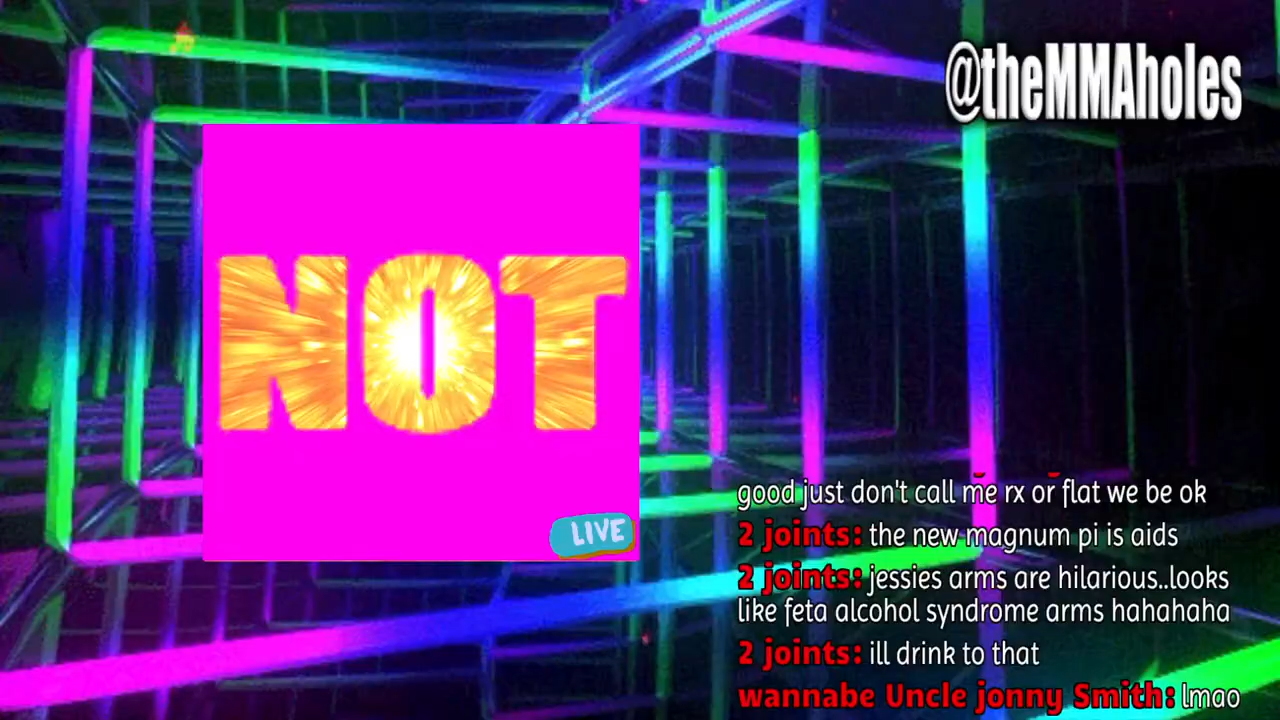 @theMMAholes
NOT
LIVE
good just don't call me rx or flat we be ok
2 joints: the new magnum pi is aids
2 joints: jessies arms are hilarious..looks
like feta alcohol syndrome arms hahahaha
2 joints: ill drink to that
wannabe Uncle jonny Smith: lmao